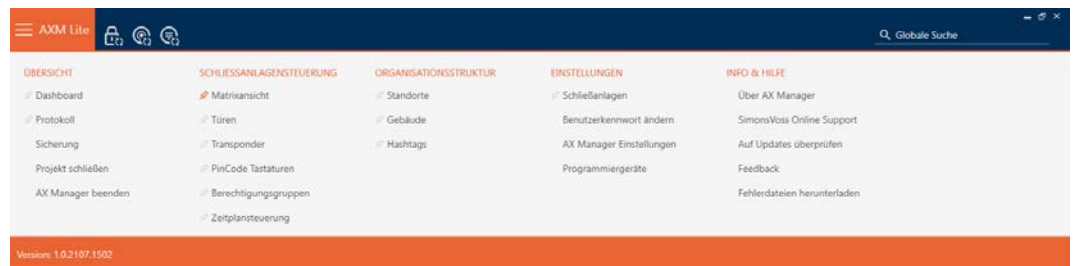 AXM Lite
Globale Suche
ÜBERSICHT
Dashboard
Protokoll
Sicherung
Projekt schließen
AX Manager beenden
SCHLIESSANLAGENSTEUERUNG
Matrixansicht
Türen
Transponder
PinCode Tastaturen
Berechtigungsgruppen
Zeitplansteuerung
ORGANISATIONSSTRUKTUR
Standorte
Gebäude
Hashtags
EINSTELLUNGEN
Schließanlagen
Benutzerkennwort ändern
AX Manager Einstellungen
Programmiergeräte
INFO & HILFE
Über AX Manager
SimonsVoss Online Support
Auf Updates überprüfen
Feedback
Fehlerdateien herunterladen
Version: 1.0.2107.1502